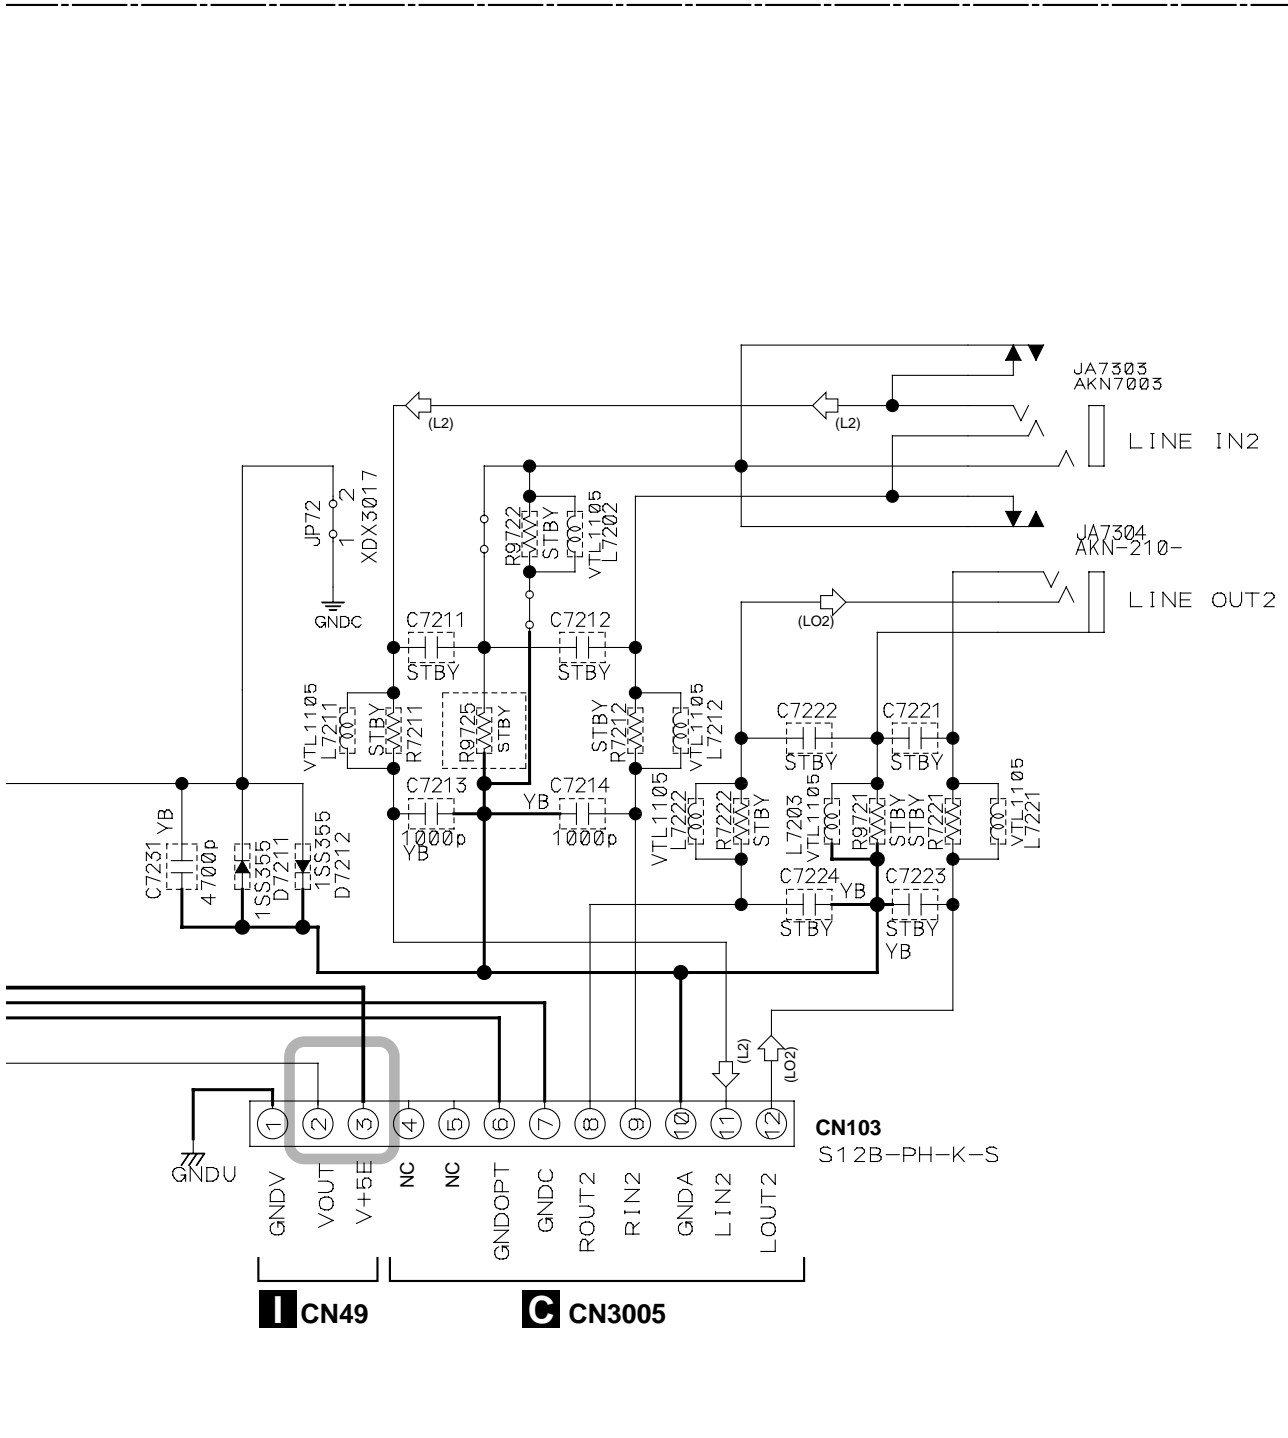 JA7303
AKN7003
LINE IN2
(L2)
(L2)
JP72
1 2
XDX3017
GNDC
R9722
STBY
VTL1105
L7202
JA7304
AKN-210-
LINE OUT2
(LO2)
C7211
STBY
C7212
STBY
VTL1105
L7211
STBY
R7211
R9725
STBY
STBY
R7212
VTL1105
L7212
C7222
STBY
C7221
STBY
C7213
1000p
YB
YB
C7214
1000p
VTL1105
L7222
R7222
STBY
L7203
VTL1105
R9721
STBY
STBY
R7221
VTL1105
L7221
C7231
YB
4700p
1SS355
D7211
1SS355
D7212
C7224
STBY
YB
C7223
STBY
YB
(L2)
(LO2)
1 2 3 4 5 6 7 8 9 10 11 12
CN103
S12B-PH-K-S
GNDU
GNDV
VOUT
V+5E
NC
NC
GNDOPT
GNDC
ROUT2
RIN2
GNDA
LIN2
LOUT2
I CN49
C CN3005